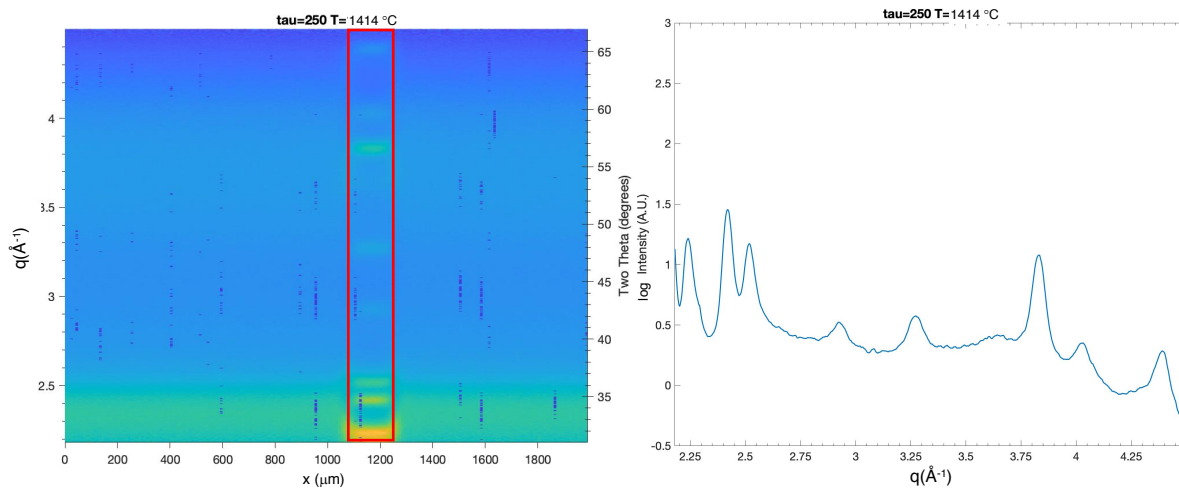 tau=250 T= 1414 °C
q(Å⁻¹)
4
3.5
3
2.5
65
60
55
50
45
40
35
Two Theta (degrees)
0 200 400 600 800 1000 1200 1400 1600 1800
x (μm)
tau=250 T=1414 °C
log Intensity (A.U.)
3
2.5
2
1.5
1
0.5
0
-0.5
2.25 2.5 2.75 3 3.25 3.5 3.75 4 4.25
q(Å⁻¹)